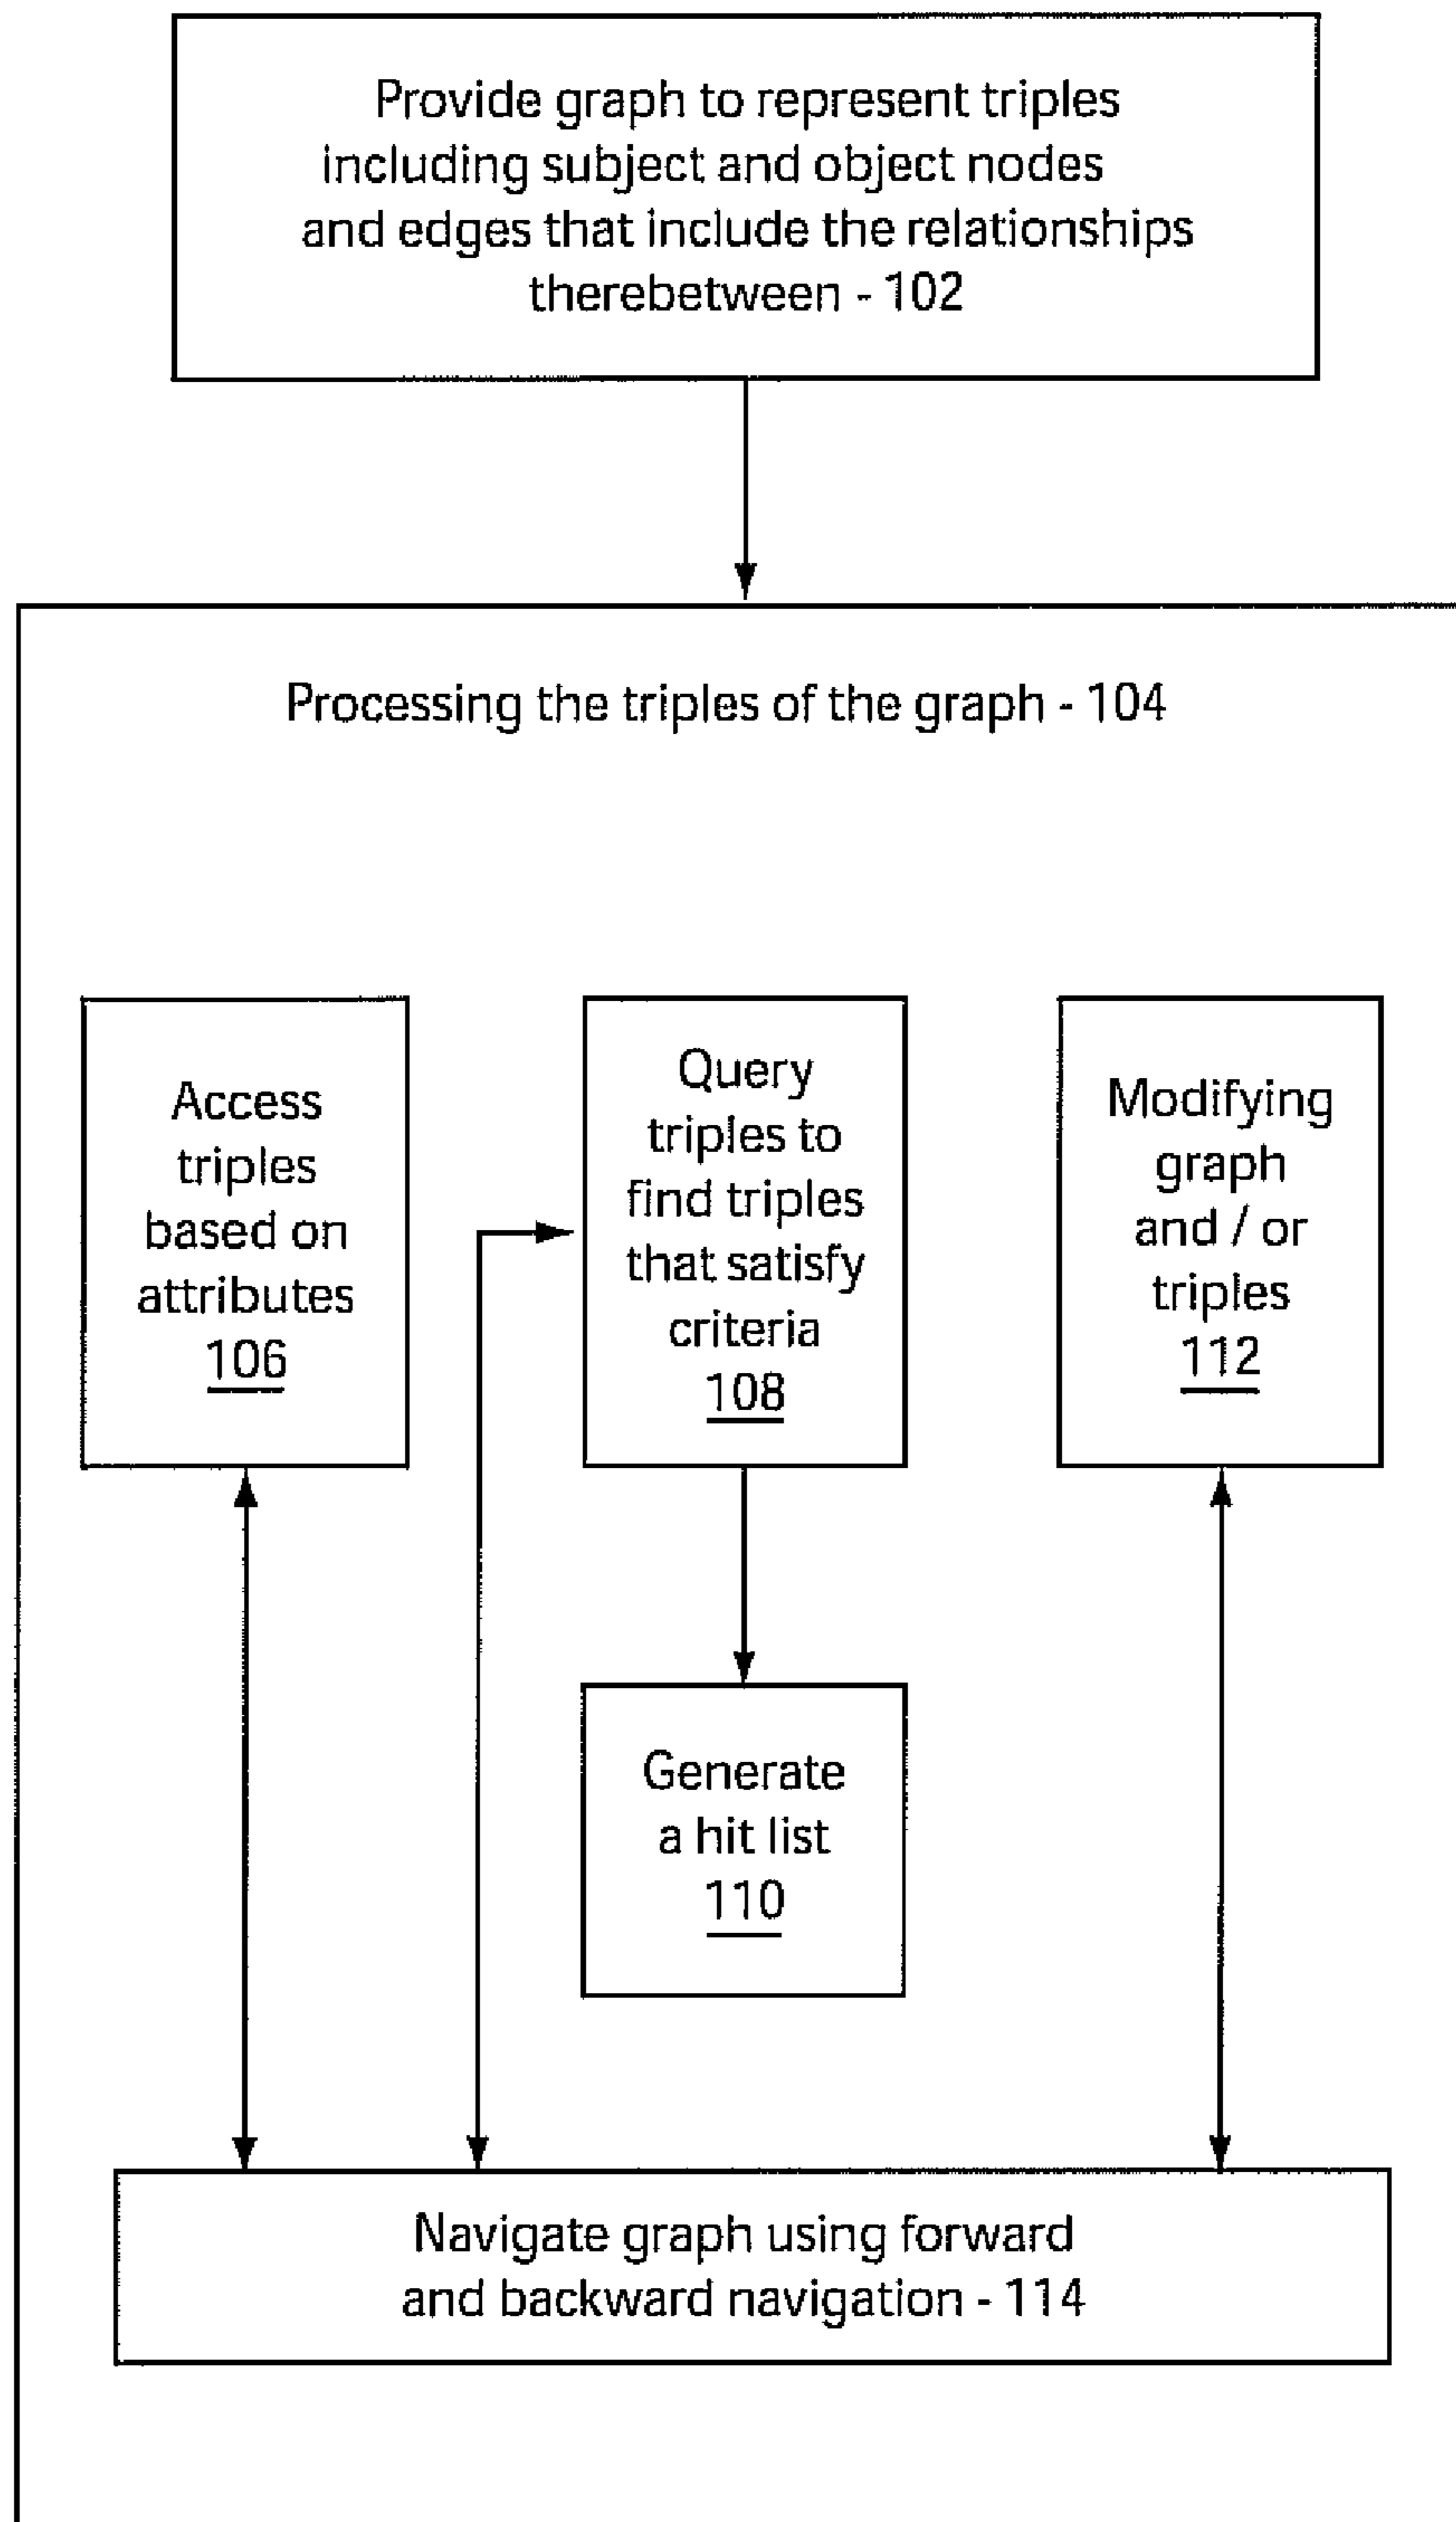 Provide graph to represent triples
including subject and object nodes
and edges that include the relationships
therebetween - 102
Processing the triples of the graph - 104
Access
triples
based on
attributes
106
Query
triples to
find triples
that satisfy
criteria
108
Modifying
graph
and / or
triples
112
Generate
a hit list
110
Navigate graph using forward
and backward navigation - 114